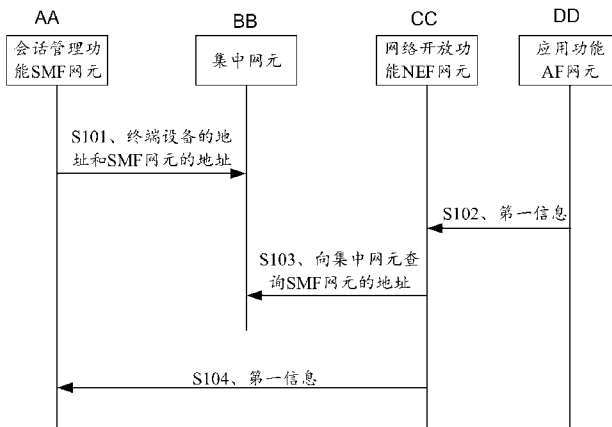 AA
BB
CC
DD
会话管理功
能SMF网元
集中网元
网络开放功
能NEF网元
应用功能
AF网元
S101、终端设备的地
址和SMF网元的地址
S102、第一信息
S103、向集中网元查
询SMF网元的地址
S104、第一信息